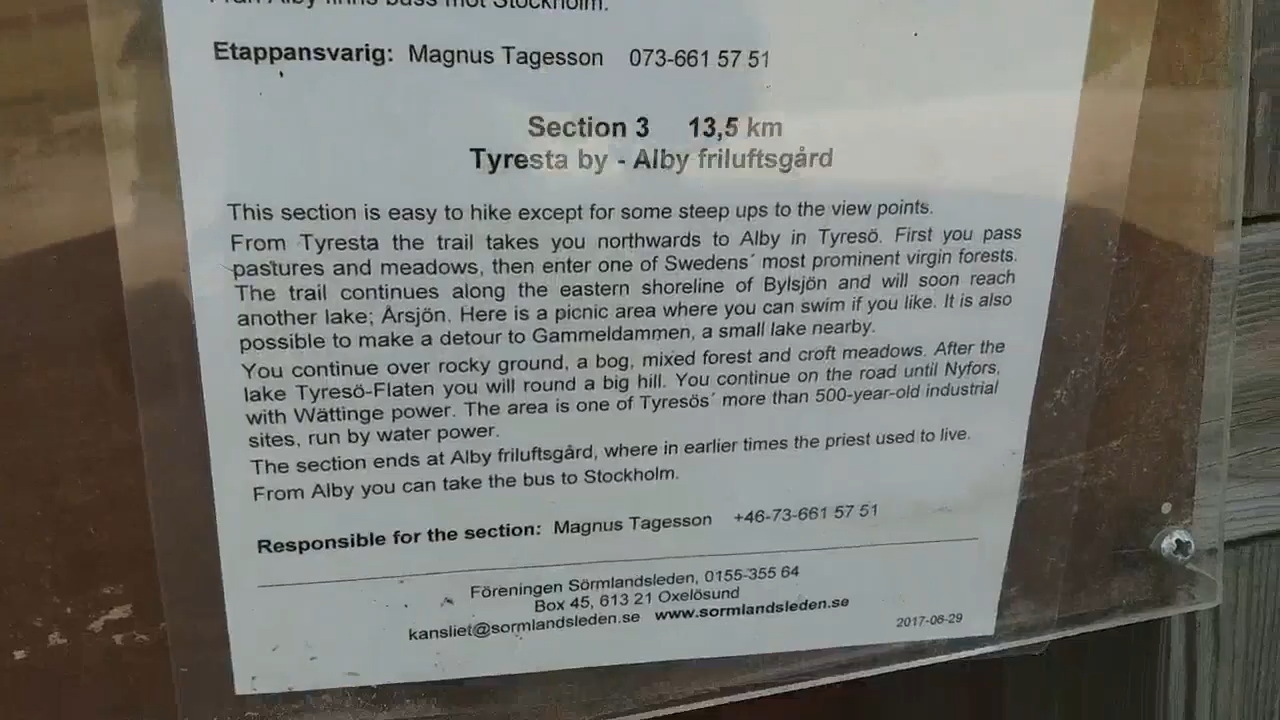 Från Alby finns buss mot Stockholm.
Etappansvarig: Magnus Tagesson 073-661 57 51
Section 3 13,5 km
Tyresta by - Alby friluftsgård
This section is easy to hike except for some steep ups to the view points.
From Tyresta the trail takes you northwards to Alby in Tyresö. First you pass
pastures and meadows, then enter one of Swedens´ most prominent virgin forests.
The trail continues along the eastern shoreline of Bylsjön and will soon reach
another lake; Årsjön. Here is a picnic area where you can swim if you like. It is also
possible to make a detour to Gammeldammen, a small lake nearby.
You continue over rocky ground, a bog, mixed forest and croft meadows. After the
lake Tyresö-Flaten you will round a big hill. You continue on the road until Nyfors,
with Wättinge power. The area is one of Tyresös´ more than 500-year-old industrial
sites, run by water power.
The section ends at Alby friluftsgård, where in earlier times the priest used to live.
From Alby you can take the bus to Stockholm.
Responsible for the section: Magnus Tagesson +46-73-661 57 51
Föreningen Sörmlandsleden, 0155-355 64
Box 45, 613 21 Oxelösund
kansliet@sormlandsleden.se www.sormlandsleden.se
2017-06-29